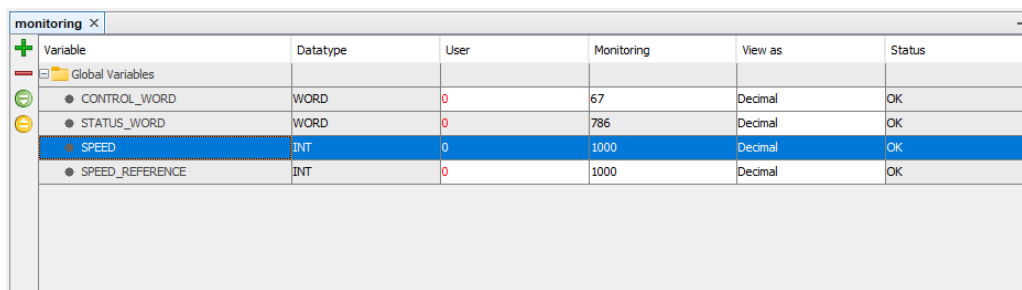 monitoring
Variable Datatype User Monitoring View as Status
Global Variables
CONTROL_WORD WORD 0 67 Decimal OK
STATUS_WORD WORD 0 786 Decimal OK
SPEED INT 0 1000 Decimal OK
SPEED_REFERENCE INT 0 1000 Decimal OK